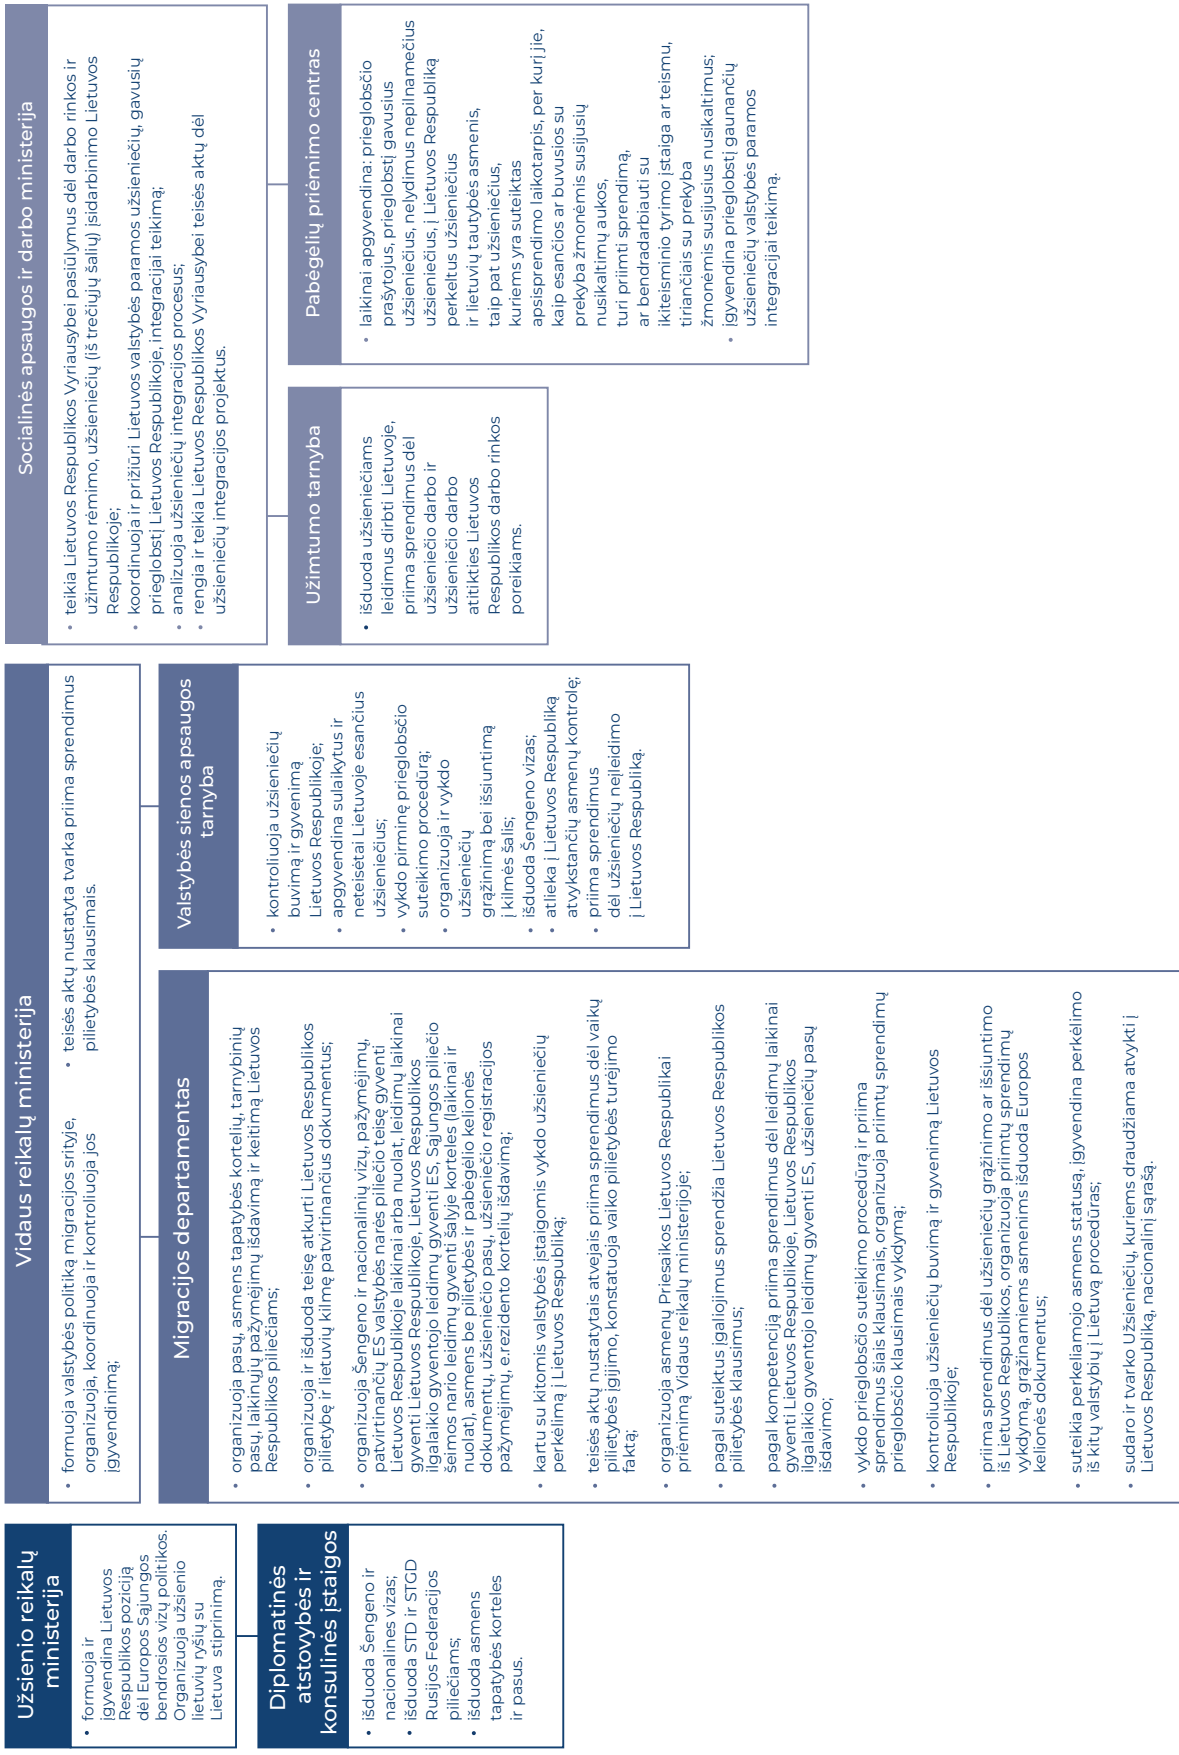 Užsienio reikalų
ministerija
• formuoja ir
įgyvendina Lietuvos
Respublikos poziciją
dėl Europos Sąjungos
bendrosios vizų politikos.
Organizuoja užsienio
lietuvių ryšių su
Lietuva stiprinimą.
Diplomatinės
atstovybės ir
konsulinės įstaigos
• išduoda Šengeno ir
nacionalines vizas;
• išduoda STD ir STGD
Rusijos Federacijos
piliečiams;
• išduoda asmens
tapatybės korteles
ir pasus.
Vidaus reikalų ministerija
• formuoja valstybės politiką migracijos srityje,
organizuoja, koordinuoja ir kontroliuoja jos
įgyvendinimą;
• teisės aktų nustatyta tvarka priima sprendimus
pilietybės klausimais.
Migracijos departamentas
• organizuoja pasų, asmens tapatybės kortelių, tarnybinių
pasų, laikinųjų pažymėjimų išdavimą ir keitimą Lietuvos
Respublikos piliečiams;
• organizuoja ir išduoda teisę atkurti Lietuvos Respublikos
pilietybę ir lietuvių kilmę patvirtinančius dokumentus;
• organizuoja Šengeno ir nacionalinių vizų, pažymėjimų,
patvirtinančių ES valstybės narės piliečio teisę gyventi
Lietuvos Respublikoje laikinai arba nuolat, leidimų laikinai
gyventi Lietuvos Respublikoje, Lietuvos Respublikos
ilgalaikio gyventojo leidimų gyventi ES, Sąjungos piliečio
šeimos nario leidimų gyventi šalyje korteles (laikinai ir
nuolat), asmens be pilietybės ir pabėgėlio kelionės
dokumentų, užsieniečio pasų, užsieniečio registracijos
pažymėjimų, e.rezidento kortelių išdavimą;
• kartu su kitomis valstybės įstaigomis vykdo užsieniečių
perkėlimą į Lietuvos Respubliką;
• teisės aktų nustatytais atvejais priima sprendimus dėl vaikų
pilietybės įgijimo, konstatuoja vaiko pilietybės turėjimo
faktą;
• organizuoja asmenų Priesaikos Lietuvos Respublikai
priėmimą Vidaus reikalų ministerijoje;
• pagal suteiktus įgaliojimus sprendžia Lietuvos Respublikos
pilietybės klausimus;
• pagal kompetenciją priima sprendimus dėl leidimų laikinai
gyventi Lietuvos Respublikoje, Lietuvos Respublikos
ilgalaikio gyventojo leidimų gyventi ES, užsieniečių pasų
išdavimo;
• vykdo prieglobsčio suteikimo procedūrą ir priima
sprendimus šiais klausimais, organizuoja priimtų sprendimų
prieglobsčio klausimais vykdymą;
• kontroliuoja užsieniečių buvimą ir gyvenimą Lietuvos
Respublikoje;
• priima sprendimus dėl užsieniečių grąžinimo ar išsiuntimo
iš Lietuvos Respublikos, organizuoja priimtų sprendimų
vykdymą, grąžinamiems asmenims išduoda Europos
kelionės dokumentus;
• suteikia perkeliamojo asmens statusą, įgyvendina perkėlimo
iš kitų valstybių į Lietuvą procedūras;
• sudaro ir tvarko Užsieniečių, kuriems draudžiama atvykti į
Lietuvos Respubliką, nacionalinį sąrašą.
Valstybės sienos apsaugos
tarnyba
• kontroliuoja užsieniečių
buvimą ir gyvenimą
Lietuvos Respublikoje;
• apgyvendina sulaikytus ir
neteisėtai Lietuvoje esančius
užsieniečius;
• vykdo pirminę prieglobsčio
suteikimo procedūrą;
• organizuoja ir vykdo
užsieniečių
grąžinimą bei išsiuntimą
į kilmės šalis;
• išduoda Šengeno vizas;
• atlieka į Lietuvos Respubliką
atvykstančių asmenų kontrolę;
• priima sprendimus
dėl užsieniečių neįleidimo
į Lietuvos Respubliką.
Socialinės apsaugos ir darbo ministerija
• teikia Lietuvos Respublikos Vyriausybei pasiūlymus dėl darbo rinkos ir
užimtumo rėmimo, užsieniečių (iš trečiųjų šalių) įsidarbinimo Lietuvos
Respublikoje;
• koordinuoja ir prižiūri Lietuvos valstybės paramos užsieniečių, gavusių
prieglobstį Lietuvos Respublikoje, integracijai teikimą;
• analizuoja užsieniečių integracijos procesus;
• rengia ir teikia Lietuvos Respublikos Vyriausybei teisės aktų dėl
užsieniečių integracijos projektus.
Užimtumo tarnyba
• išduoda užsieniečiams
leidimus dirbti Lietuvoje,
priima sprendimus dėl
užsieniečio darbo ir
užsieniečio darbo
atitikties Lietuvos
Respublikos darbo rinkos
poreikiams.
Pabėgėlių priėmimo centras
• laikinai apgyvendina: prieglobsčio
prašytojus, prieglobstį gavusius
užsieniečius, nelydimus nepilnamečius
užsieniečius, į Lietuvos Respubliką
perkeltus užsieniečius
ir lietuvių tautybės asmenis,
taip pat užsieniečius,
kuriems yra suteiktas
apsisprendimo laikotarpis, per kurį jie,
kaip esančios ar buvusios su
prekyba žmonėmis susijusių
nusikaltimų aukos,
turi priimti sprendimą,
ar bendradarbiauti su
ikiteisminio tyrimo įstaiga ar teismu,
tiriančiais su prekyba
žmonėmis susijusius nusikaltimus;
• įgyvendina prieglobstį gaunančių
užsieniečių valstybės paramos
integracijai teikimą.